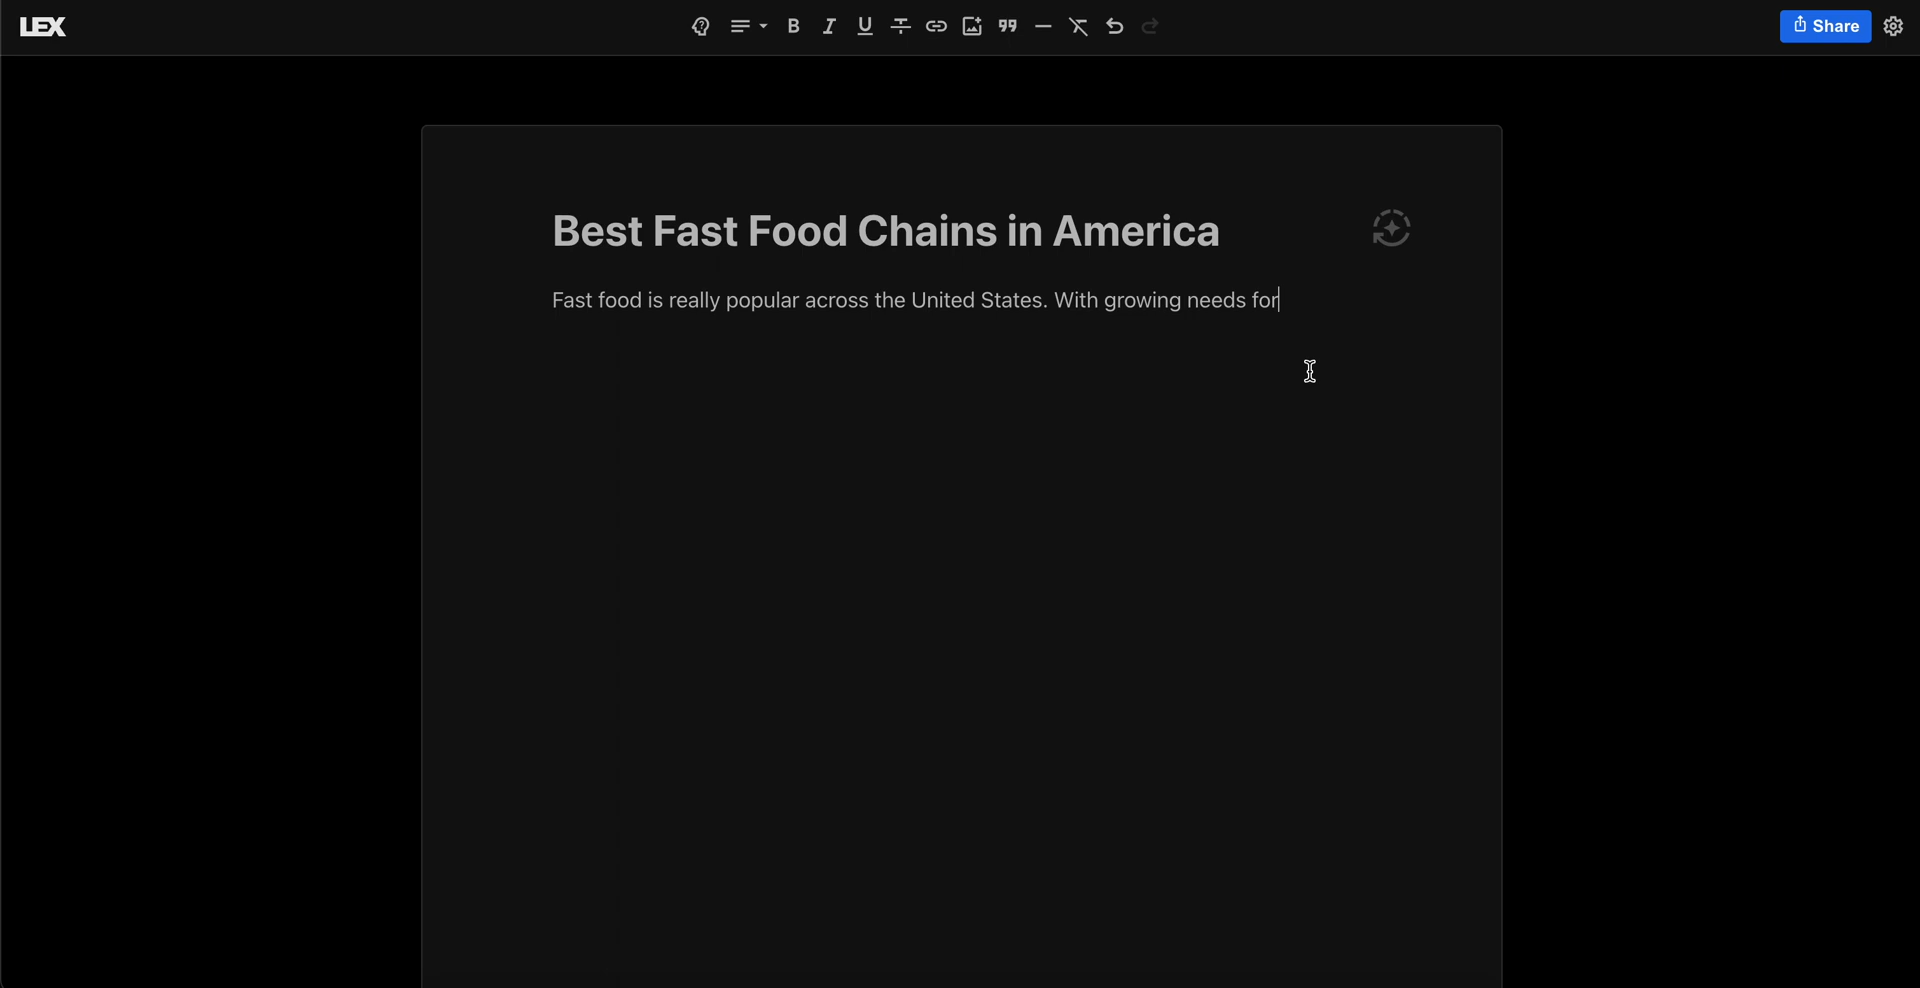 LEX
Share
Best Fast Food Chains in America
Fast food is really popular across the United States. With growing needs for